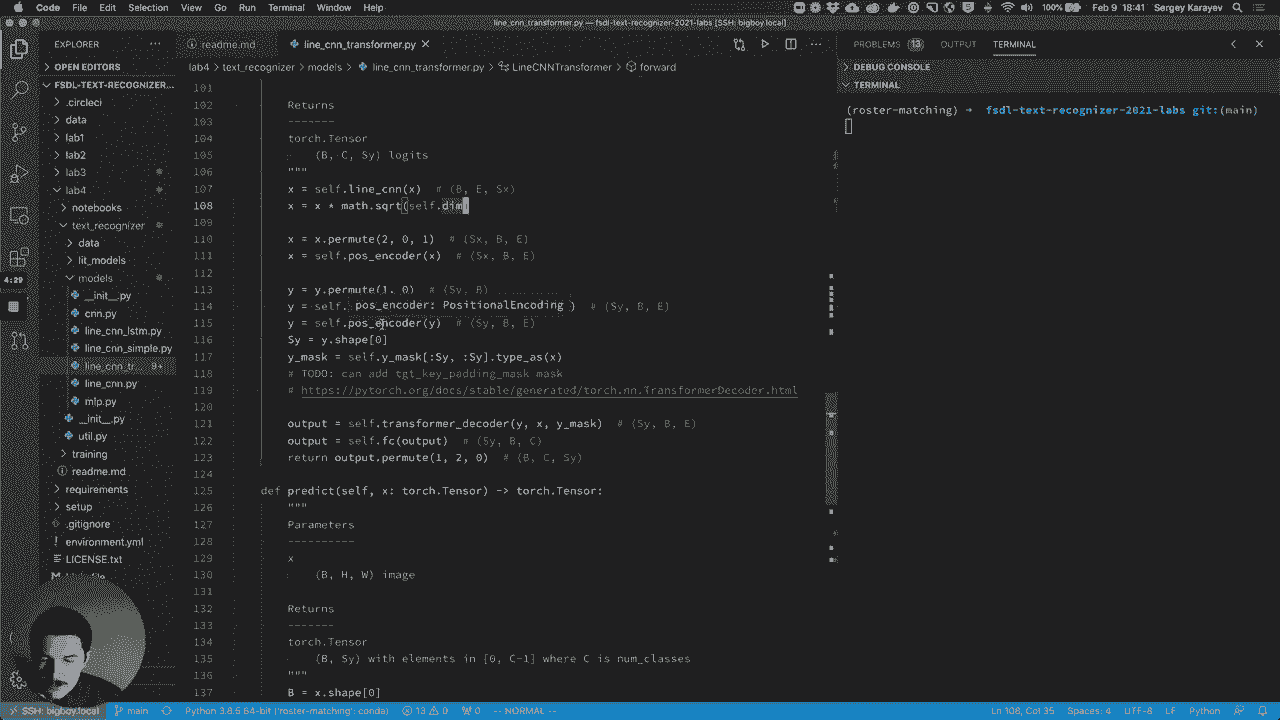 Code File Edit Selection View Go Run Terminal Window Help 100% Feb 9 18:41 Sergey Karayev
line_cnn_transformer.py — fsdl-text-recognizer-2021-labs [SSH: bigboy.local]
EXPLORER ...
readme.md line_cnn_transformer.py
PROBLEMS 13 OUTPUT TERMINAL
OPEN EDITORS
lab4 > text_recognizer > models > line_cnn_transformer.py > LineCNNTransformer > forward
DEBUG CONSOLE
TERMINAL
FSDL-TEXT-RECOGNIZER...
.circleci
data
lab1
lab2
lab3
lab4
notebooks
text_recognizer
data
lit_models
models
__init__.py
cnn.py
line_cnn_lstm.py
line_cnn_simple.py
line_cnn_tr... 9+
line_cnn.py
mlp.py
__init__.py
util.py
training
readme.md
requirements
setup
.gitignore
environment.yml
LICENSE.txt
4:29
101
102 Returns
103 -------
104 torch.Tensor
105 (B, C, Sy) logits
106 """
107 x = self.line_cnn(x) # (B, E, Sx)
108 x = x * math.sqrt(self.dim)
109
110 x = x.permute(2, 0, 1) # (Sx, B, E)
111 x = self.pos_encoder(x) # (Sx, B, E)
112
113 y = y.permute(1, 0) # (Sy, B)
pos_encoder: PositionalEncoding
114 y = self. ) # (Sy, B, E)
115 y = self.pos_encoder(y) # (Sy, B, E)
116 Sy = y.shape[0]
117 y_mask = self.y_mask[:Sy, :Sy].type_as(x)
118 # TODO: can add tgt_key_padding_mask mask
119 # https://pytorch.org/docs/stable/generated/torch.nn.TransformerDecoder.html
120
121 output = self.transformer_decoder(y, x, y_mask) # (Sy, B, E)
122 output = self.fc(output) # (Sy, B, C)
123 return output.permute(1, 2, 0) # (B, C, Sy)
124
125 def predict(self, x: torch.Tensor) -> torch.Tensor:
126 """
127 Parameters
128 ----------
129 x
130 (B, H, W) image
131
132 Returns
133 -------
134 torch.Tensor
135 (B, Sy) with elements in [0, C-1] where C is num_classes
136 """
137 B = x.shape[0]
(roster-matching) → fsdl-text-recognizer-2021-labs git:(main)
SSH: bigboy.local main Python 3.8.5 64-bit ('roster-matching': conda) 13 0 0 -- NORMAL -- Ln 108, Col 35 Spaces: 4 UTF-8 LF Python